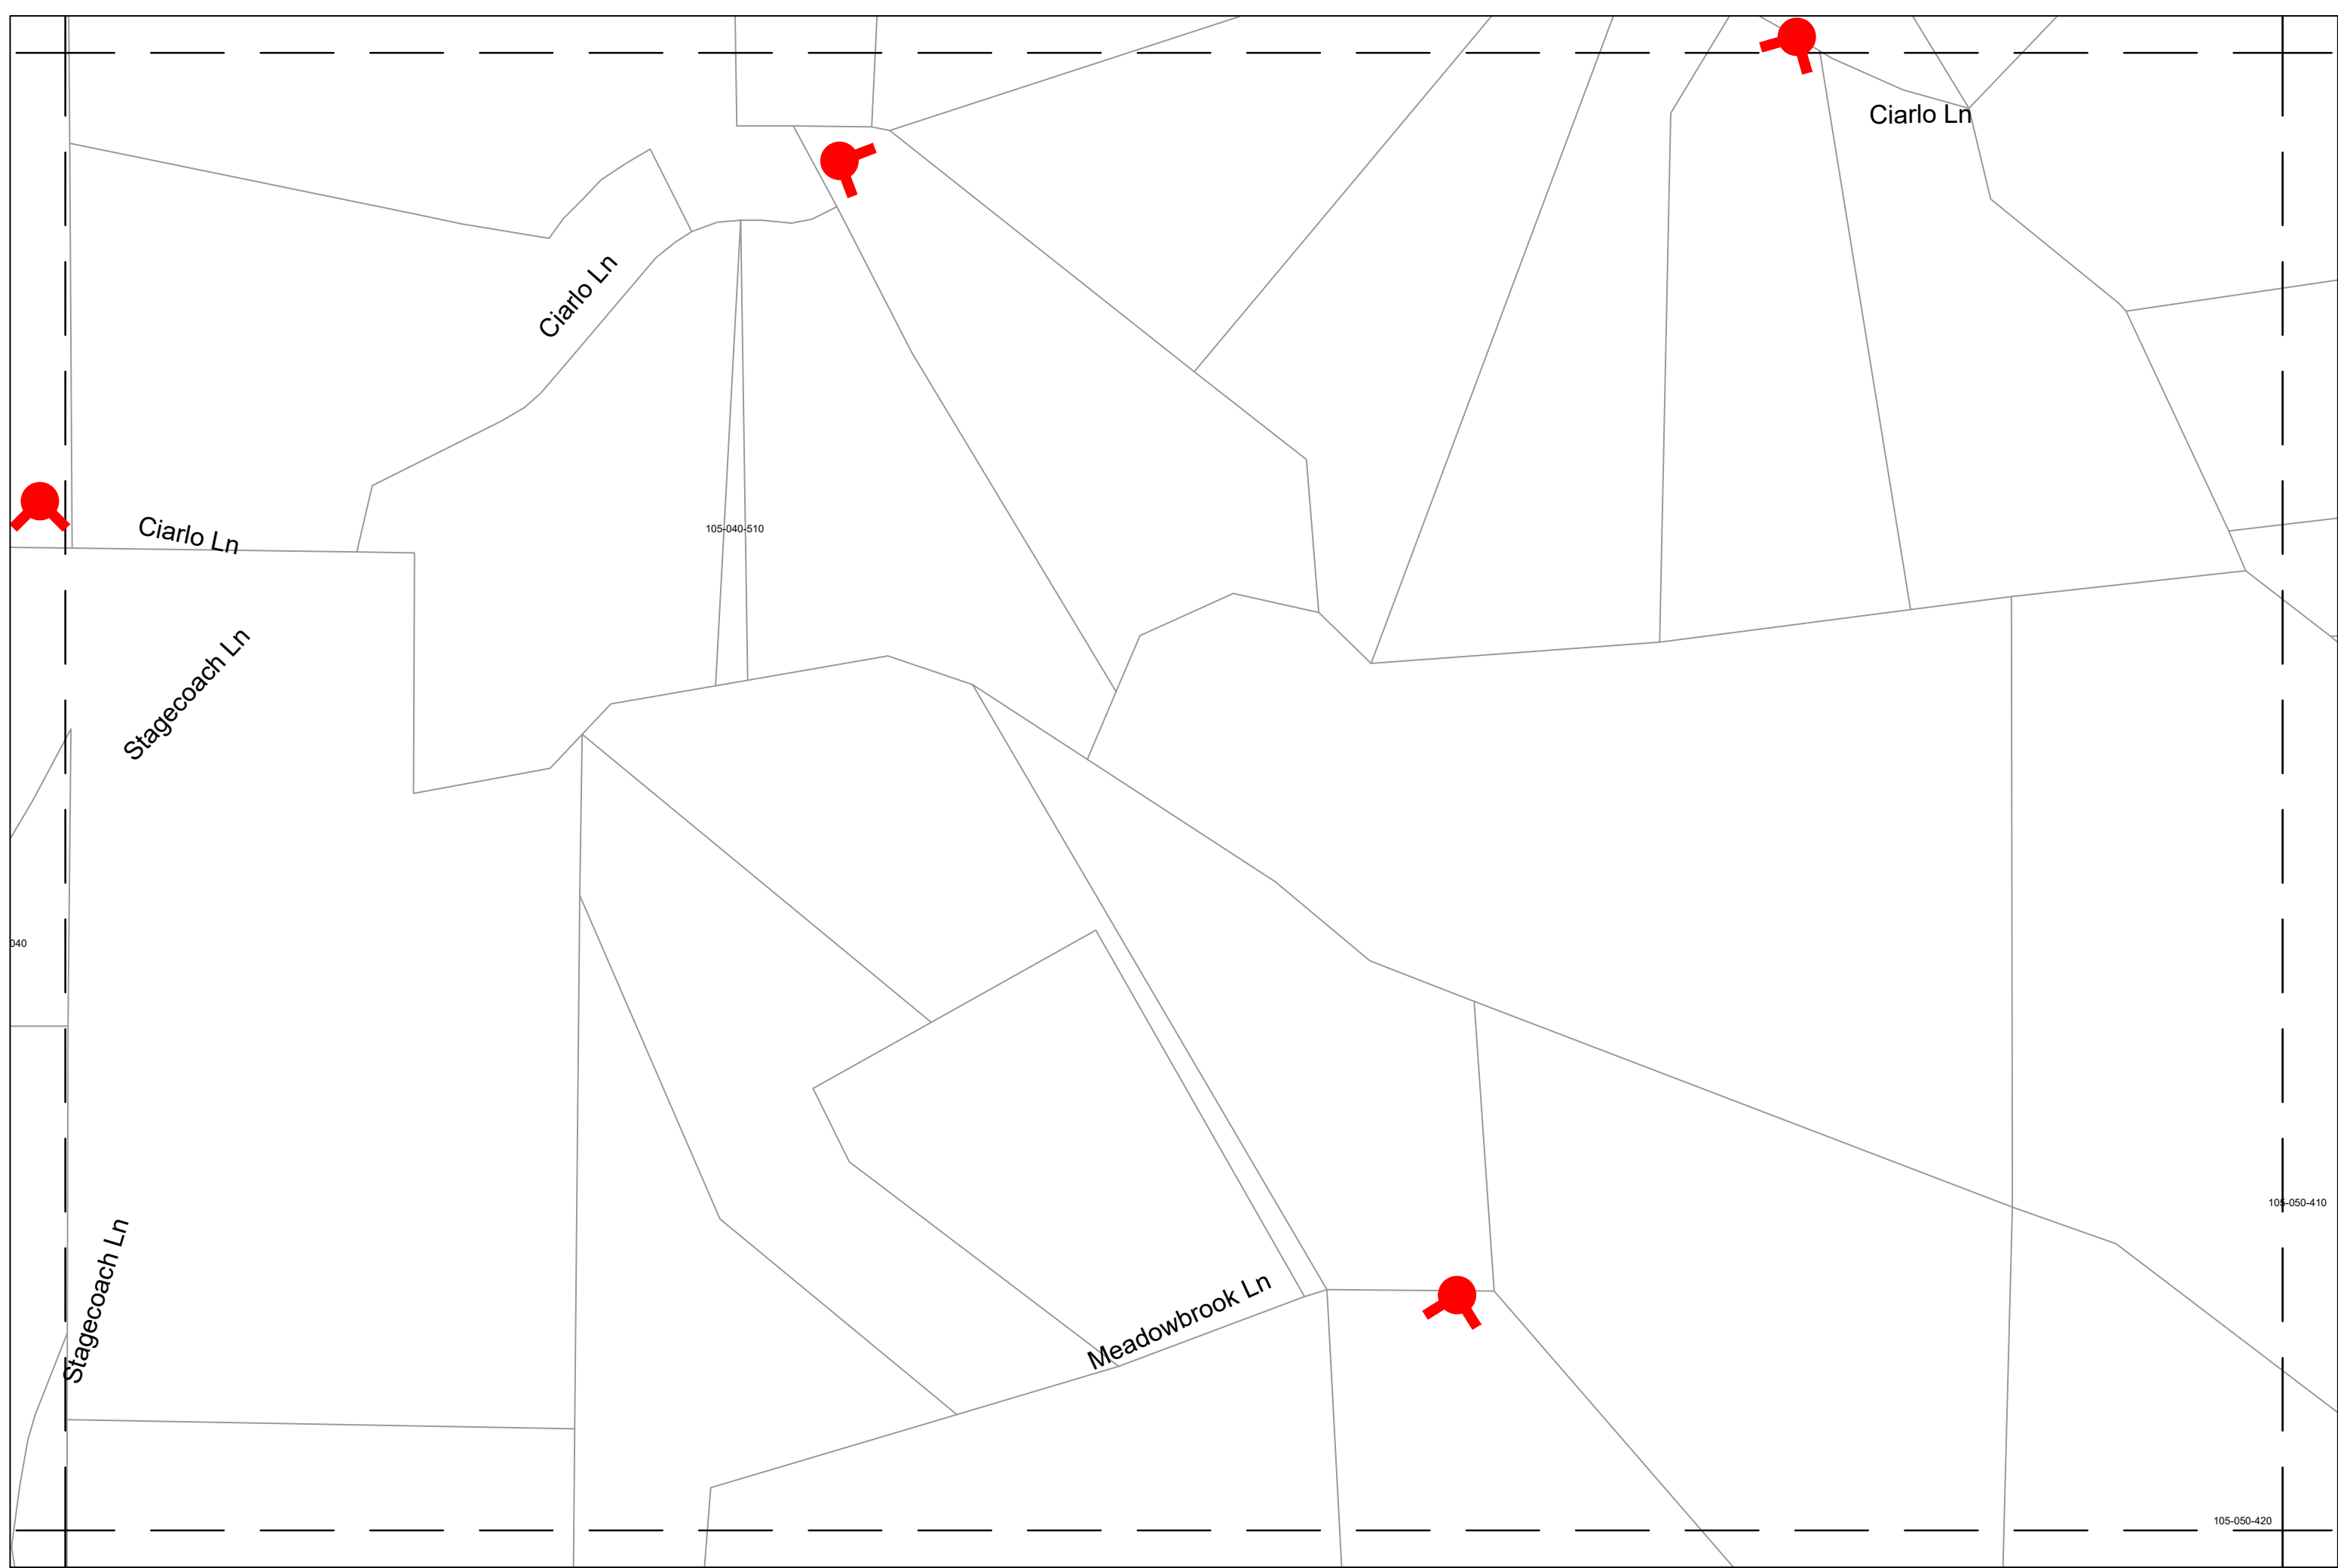 Ciarlo Ln
Ciarlo Ln
Ciarlo Ln
105-040-510
Stagecoach Ln
040
105-050-410
Stagecoach Ln
Meadowbrook Ln
105-050-420